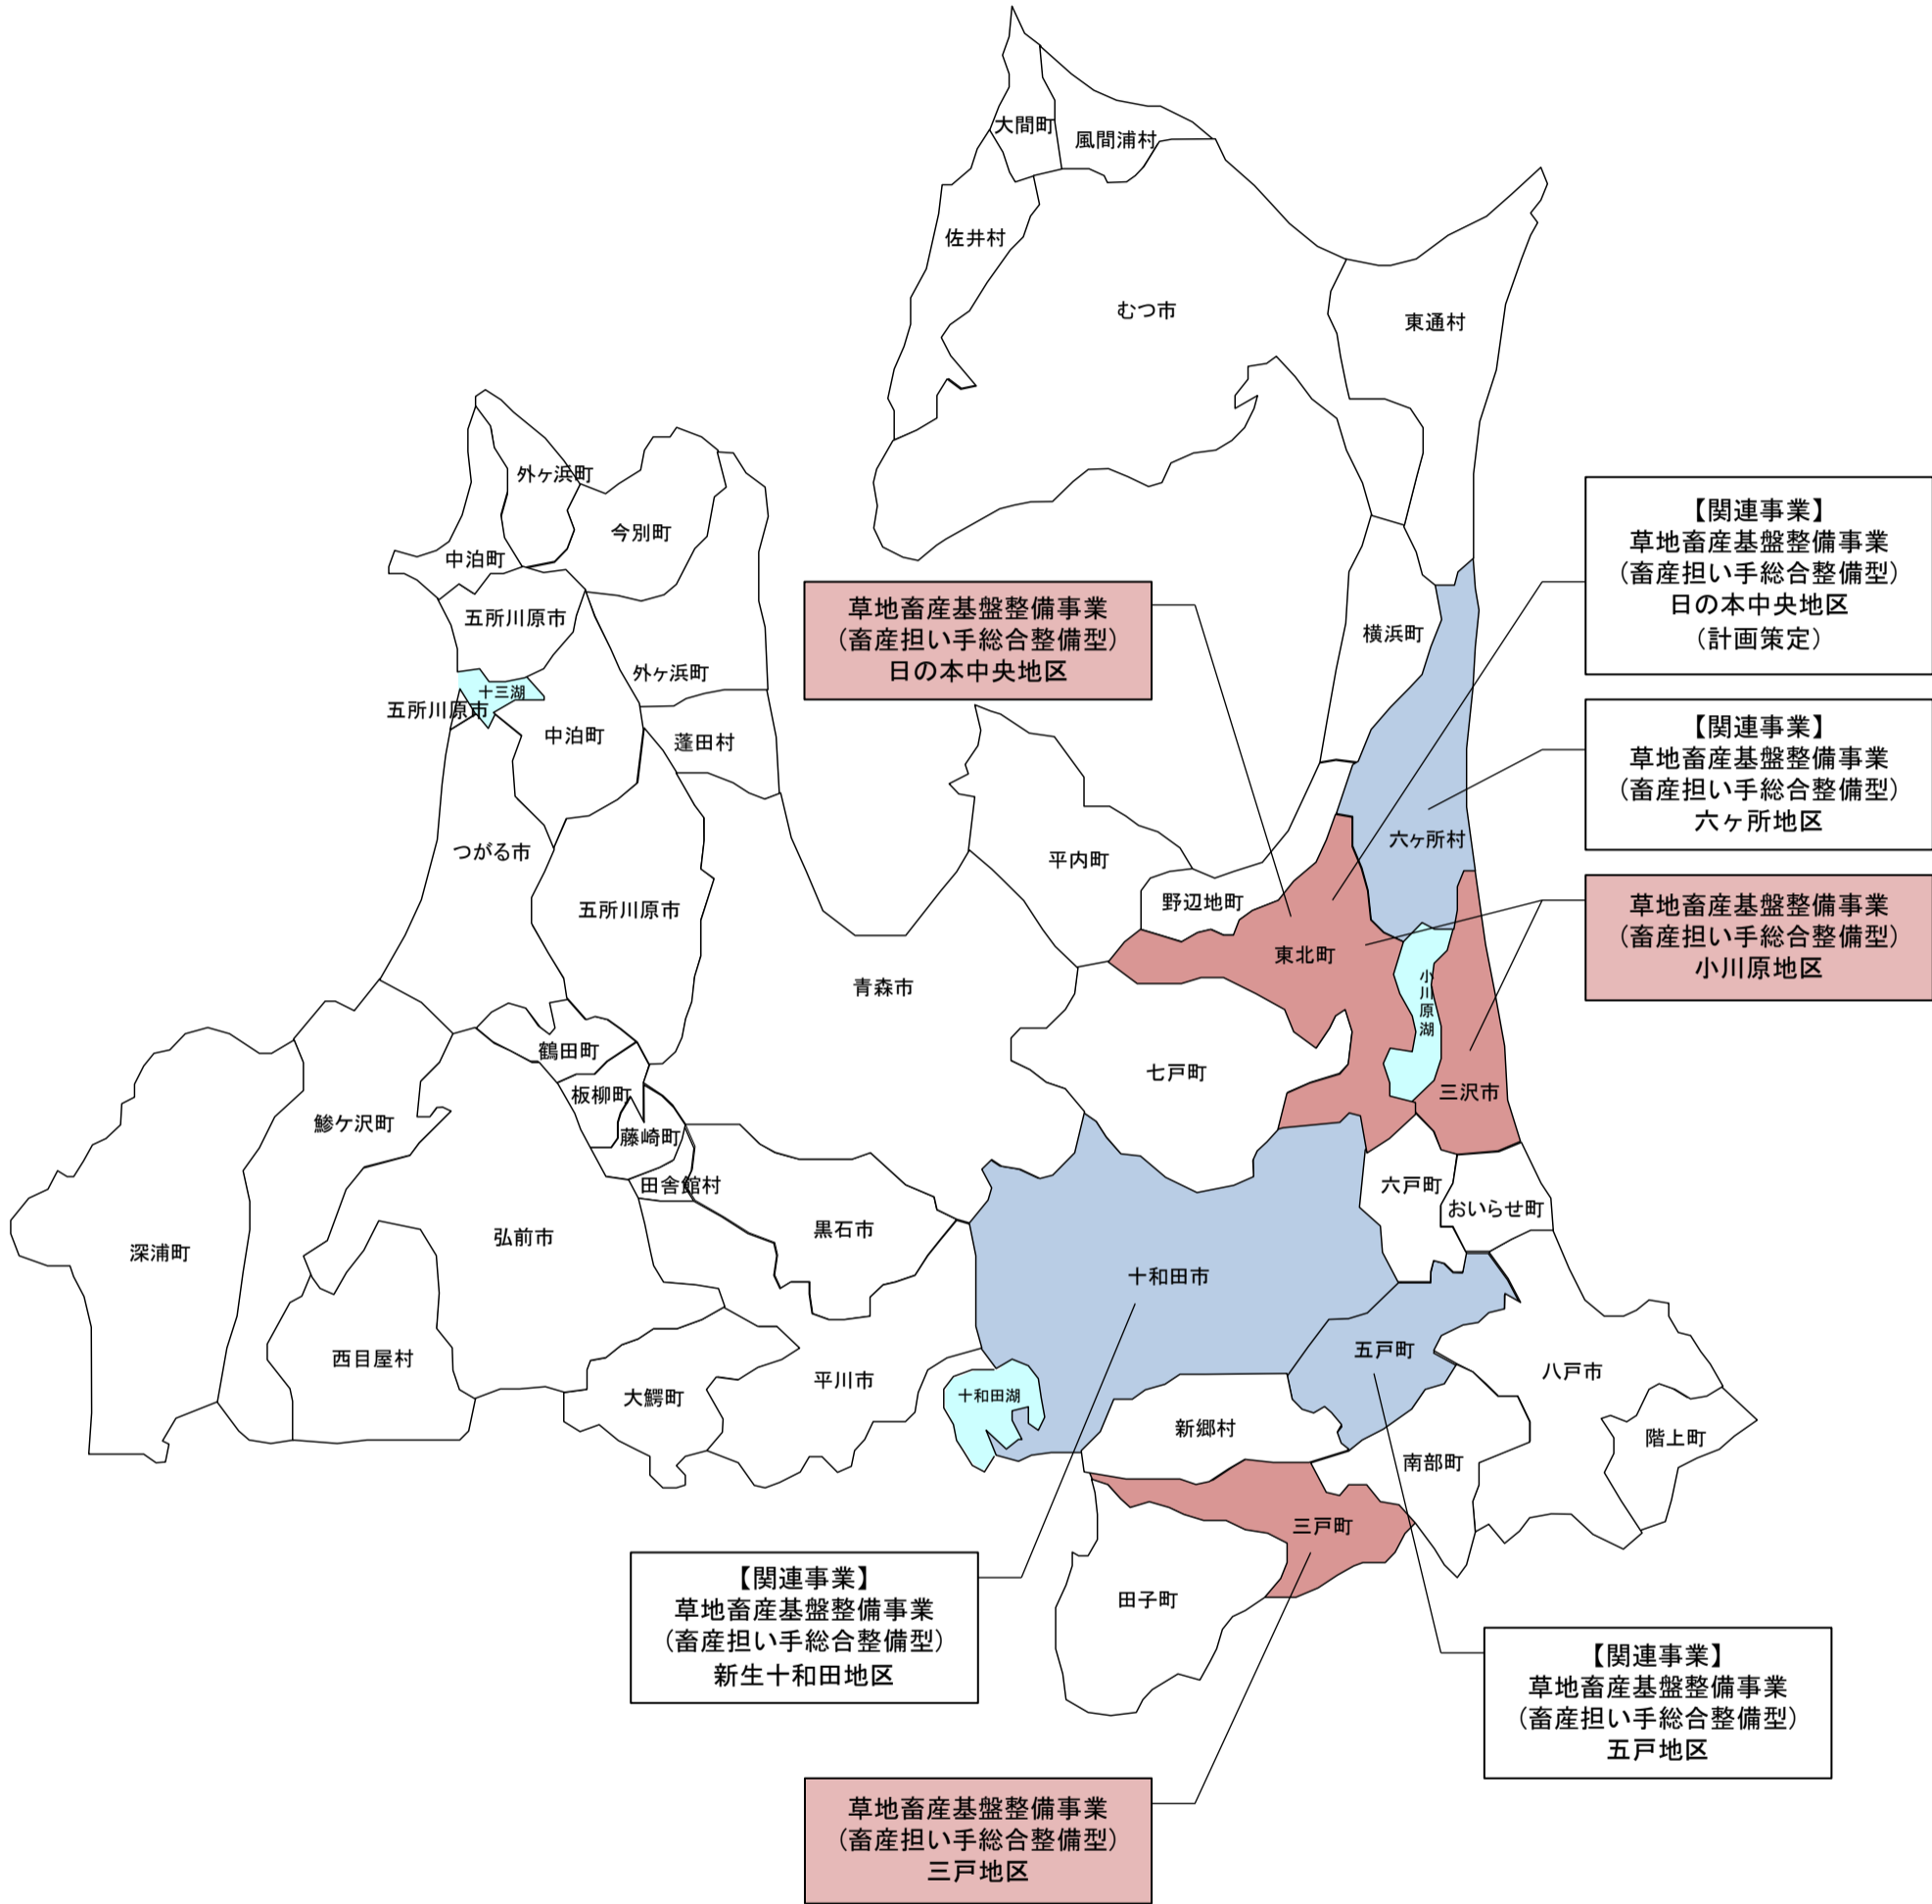 大間町
風間浦村
佐井村
むつ市
東通村
外ヶ浜町
今別町
中泊町
五所川原市
十三湖
五所川原市
外ヶ浜町
中泊町
蓬田村
横浜町
つがる市
五所川原市
平内町
野辺地町
六ヶ所村
東北町
青森市
小川原湖
七戸町
三沢市
鶴田町
板柳町
藤崎町
田舎館村
鰺ケ沢町
深浦町
弘前市
黒石市
六戸町
おいらせ町
十和田市
西目屋村
大鰐町
平川市
十和田湖
五戸町
八戸市
新郷村
南部町
階上町
三戸町
田子町
草地畜産基盤整備事業
（畜産担い手総合整備型）
日の本中央地区
【関連事業】
草地畜産基盤整備事業
（畜産担い手総合整備型）
日の本中央地区
（計画策定）
【関連事業】
草地畜産基盤整備事業
（畜産担い手総合整備型）
六ヶ所地区
草地畜産基盤整備事業
（畜産担い手総合整備型）
小川原地区
【関連事業】
草地畜産基盤整備事業
（畜産担い手総合整備型）
新生十和田地区
【関連事業】
草地畜産基盤整備事業
（畜産担い手総合整備型）
五戸地区
草地畜産基盤整備事業
（畜産担い手総合整備型）
三戸地区